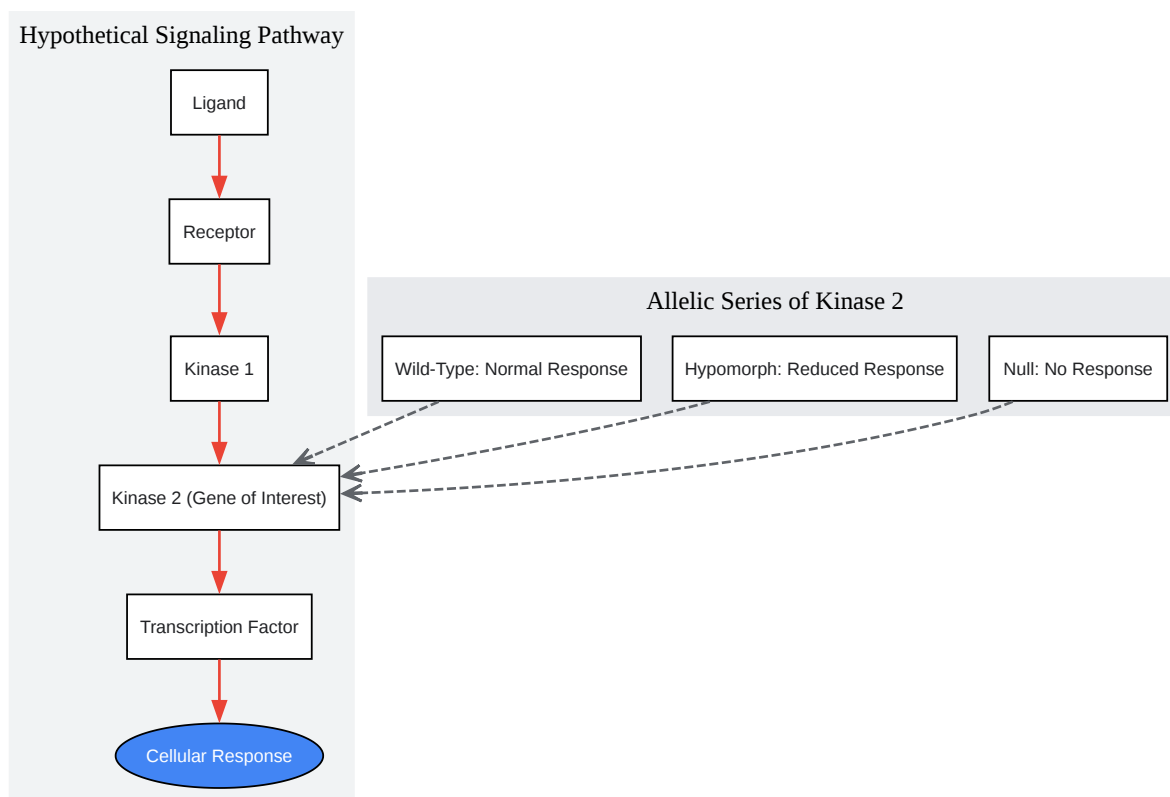 Hypothetical Signaling Pathway
Ligand
Receptor
Kinase 1
Allelic Series of Kinase 2
Wild-Type: Normal Response
Hypomorph: Reduced Response
Null: No Response
Kinase 2 (Gene of Interest)
Transcription Factor
Cellular Response